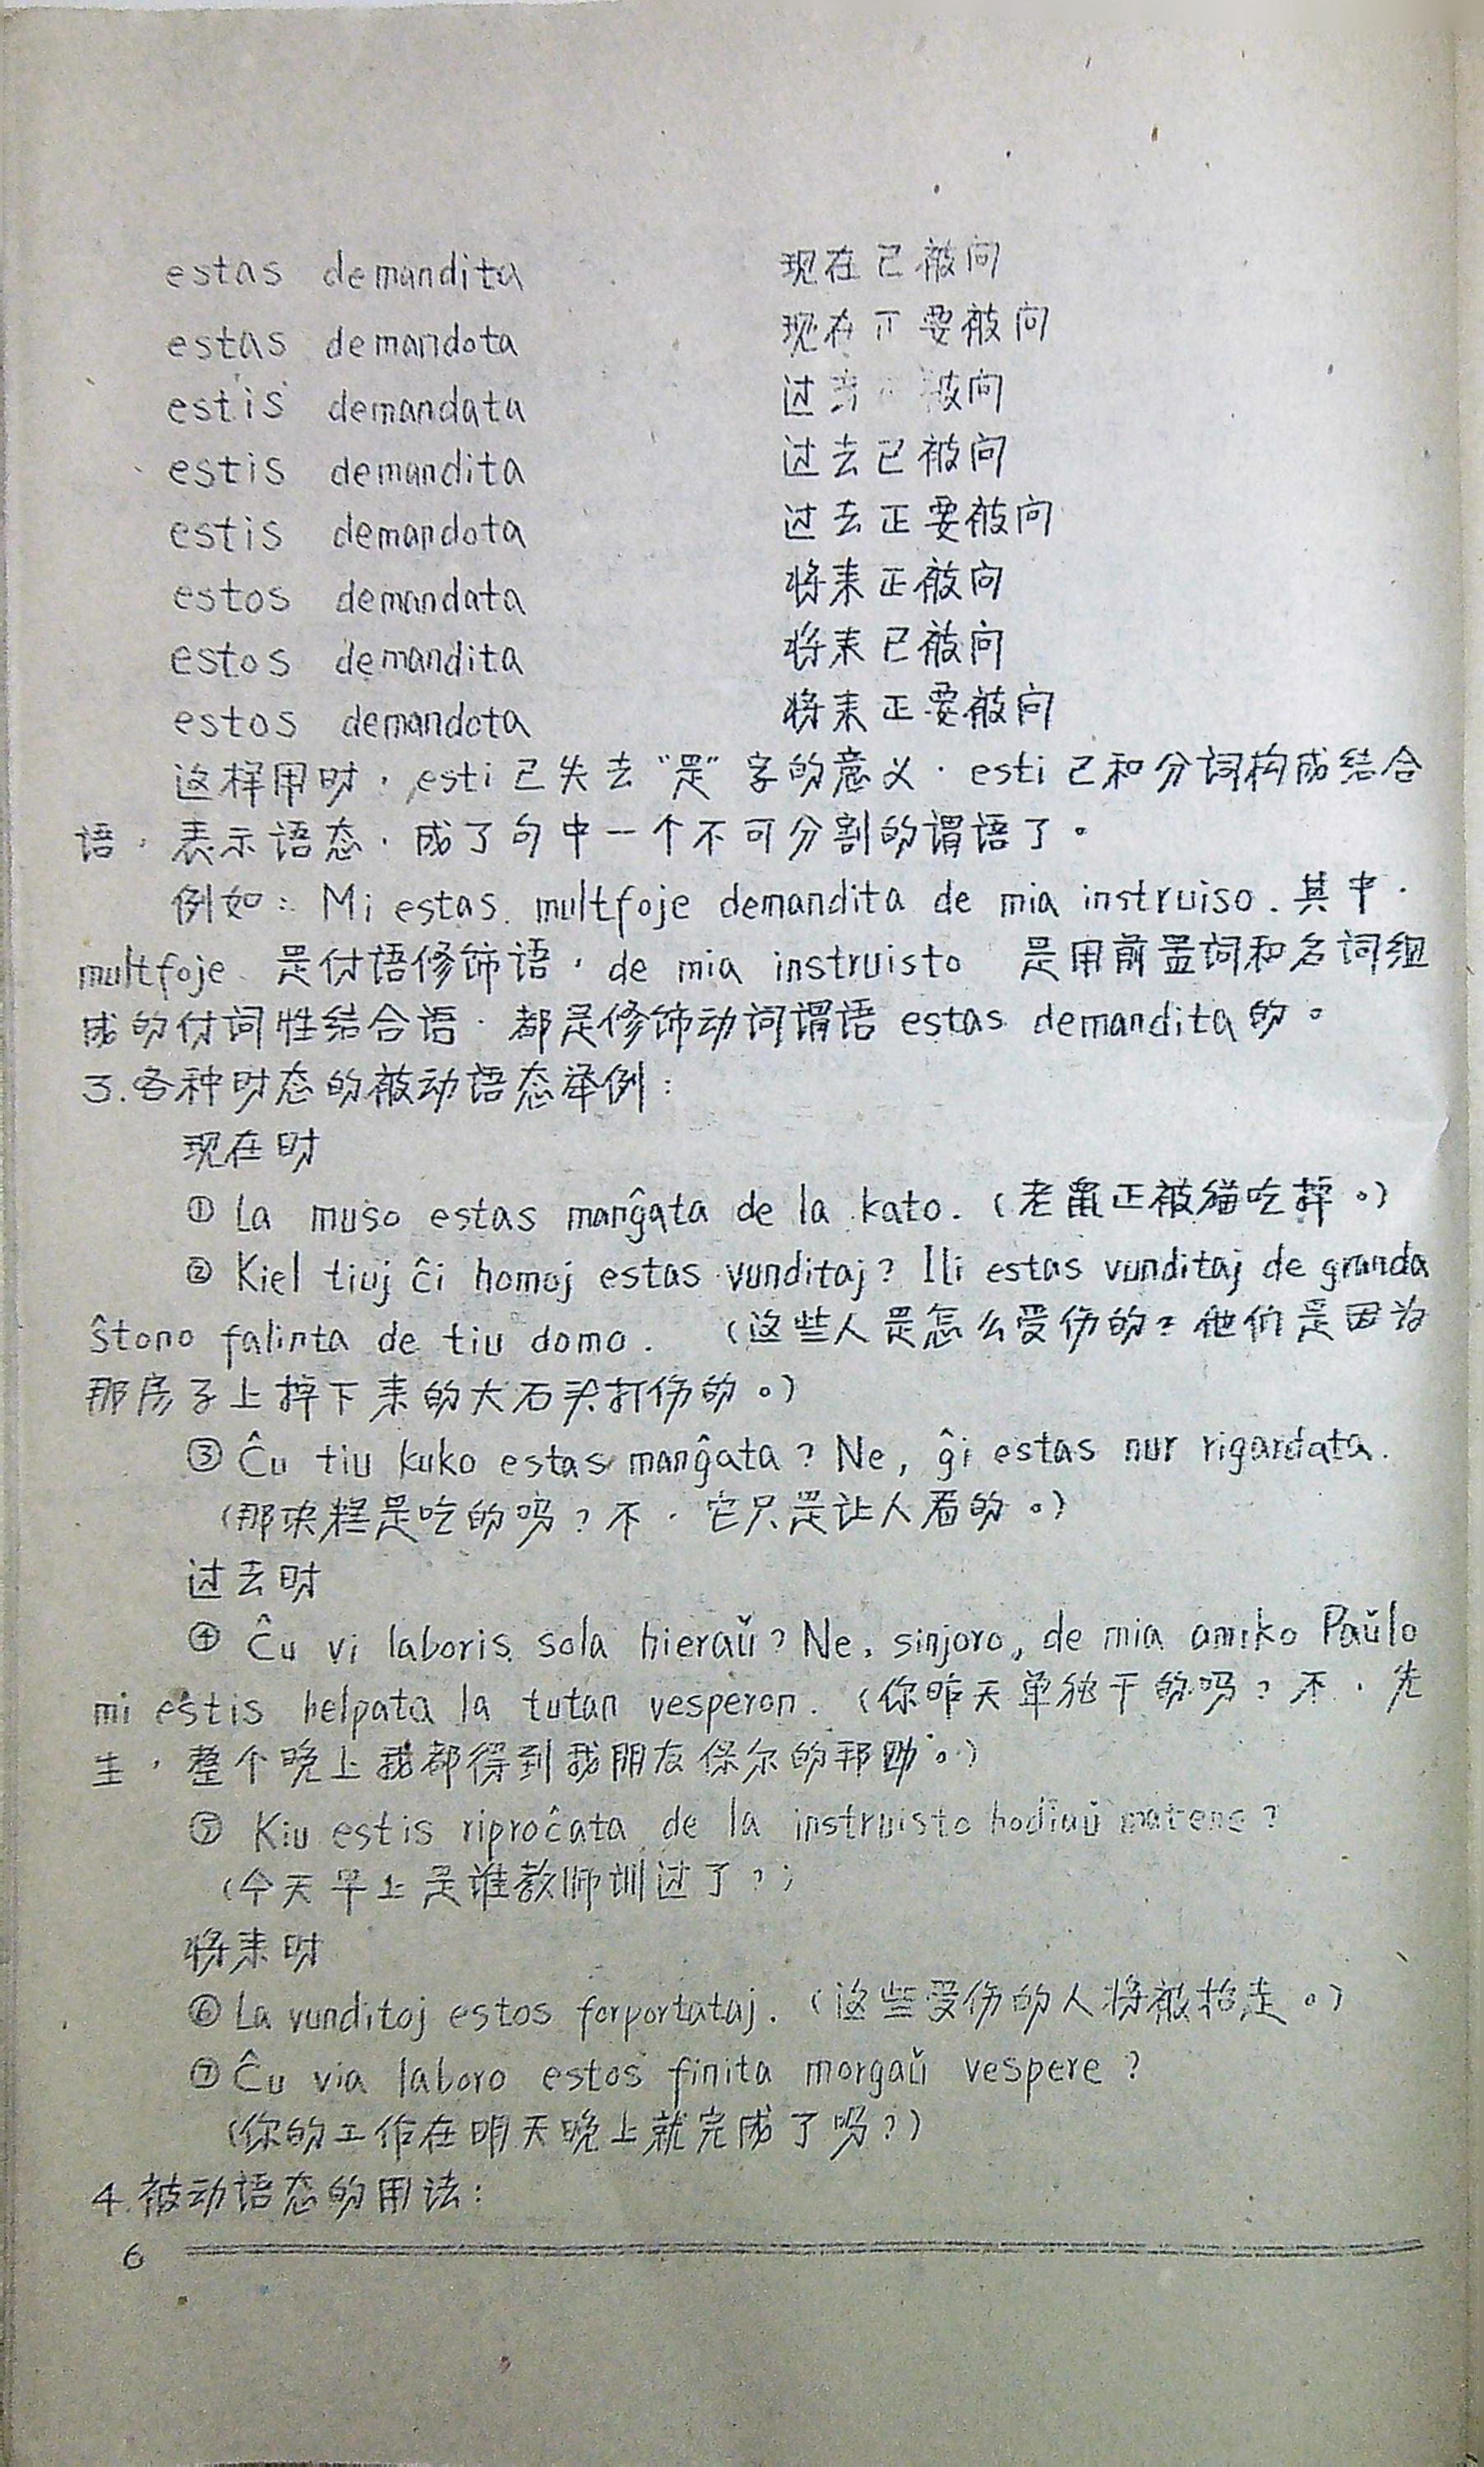 estas demandita 现在已被问
estas demandota 现在正要被问
estis demandata 过去 被问
estis demandita 过去已被问
estis demandota 过去正要被问
estos demandata 将来正被问
estos demandita 将来已被问
estos demandota 将来正要被问
这样用时，esti 已失去“是”字的意义，esti 已和分词构成结合
语，表示语态，成了句中一个不可分割的谓语了。
例如：Mi estas multfoje demandita de mia instruiso. 其中，
multfoje 是付语修饰语，de mia instruisto 是用前置词和名词组
成的付词性结合语，都是修饰动词谓语 estas demandita 的。
3.各种时态的被动语态举例：
现在时
① La muso estas manĝata de la kato.（老鼠正被猫吃掉。）
② Kiel tiuj ĉi homoj estas vunditaj? Ili estas vunditaj de granda
ŝtono falinta de tiu domo.（这些人是怎么受伤的？他们是因为
那房子上掉下来的大石头打伤的。）
③ Ĉu tiu kuko estas manĝata? Ne, ĝi estas nur rigardata.
（那块糕是吃的吗？不，它只是让人看的。）
过去时
④ Ĉu vi laboris sola hieraŭ? Ne, sinjoro, de mia amiko Paŭlo
mi estis helpata la tutan vesperon.（你昨天单独干的吗？不，先
生，整个晚上我都得到我朋友保尔的帮助。）
⑤ Kiu estis riproĉata de la instruisto hodiaŭ matene?
（今天早上是谁教师训过了？）
将来时
⑥ La vunditoj estos forportataj.（这些受伤的人将被抬走。）
⑦ Ĉu via laboro estos finita morgaŭ vespere?
（你的工作在明天晚上就完成了吗？）
4.被动语态的用法：
6